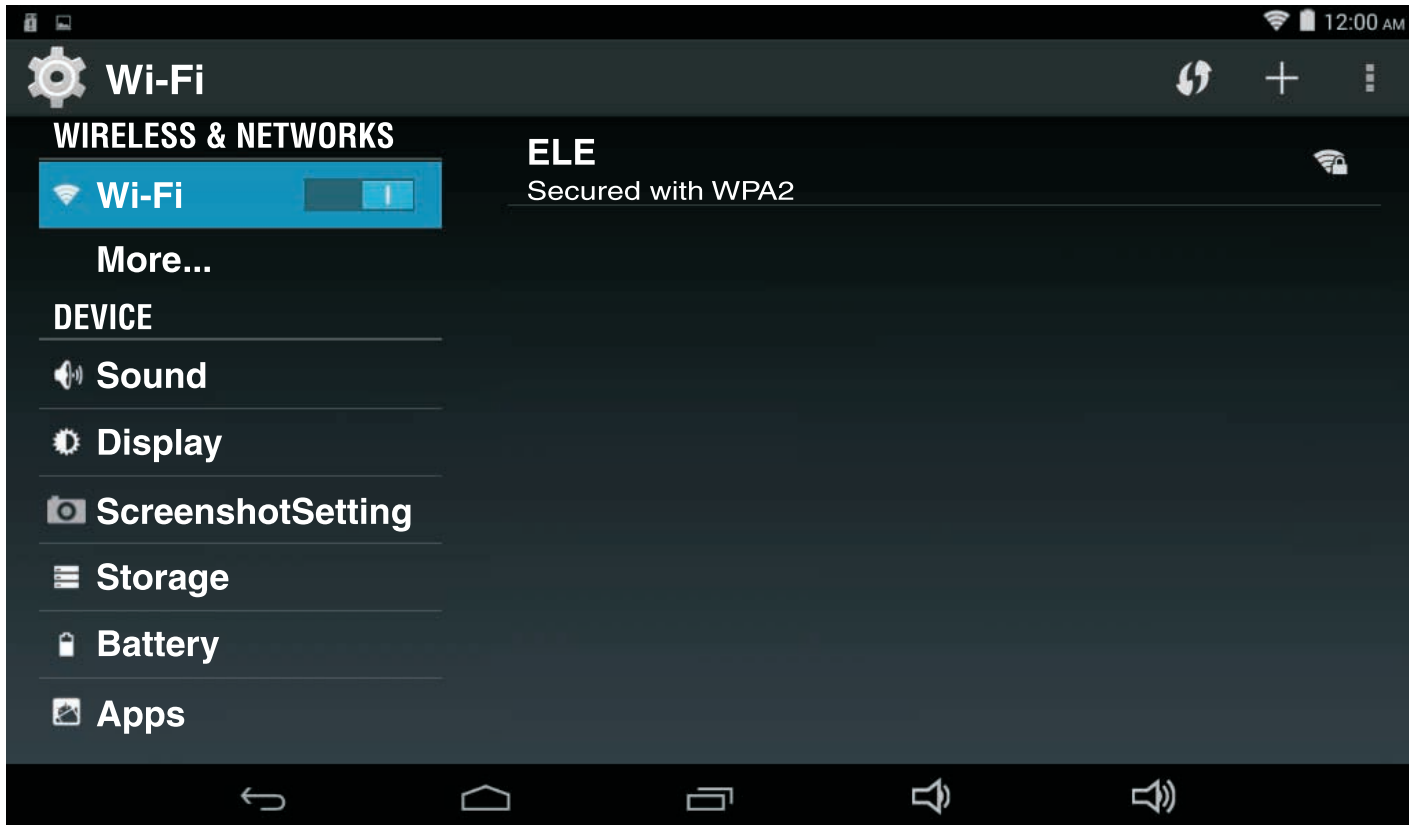 12:00 AM
Wi-Fi
WIRELESS & NETWORKS
Wi-Fi
More...
DEVICE
Sound
Display
ScreenshotSetting
Storage
Battery
Apps
ELE
Secured with WPA2